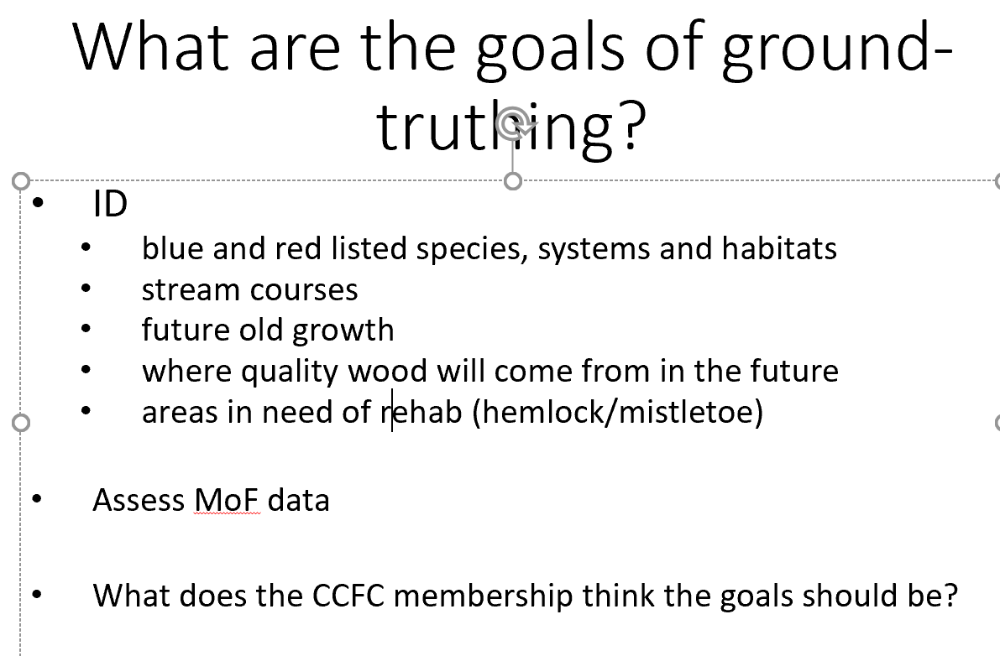 What are the goals of ground-
truthing?
• ID
• blue and red listed species, systems and habitats
• stream courses
• future old growth
• where quality wood will come from in the future
• areas in need of rehab (hemlock/mistletoe)
• Assess MoF data
• What does the CCFC membership think the goals should be?